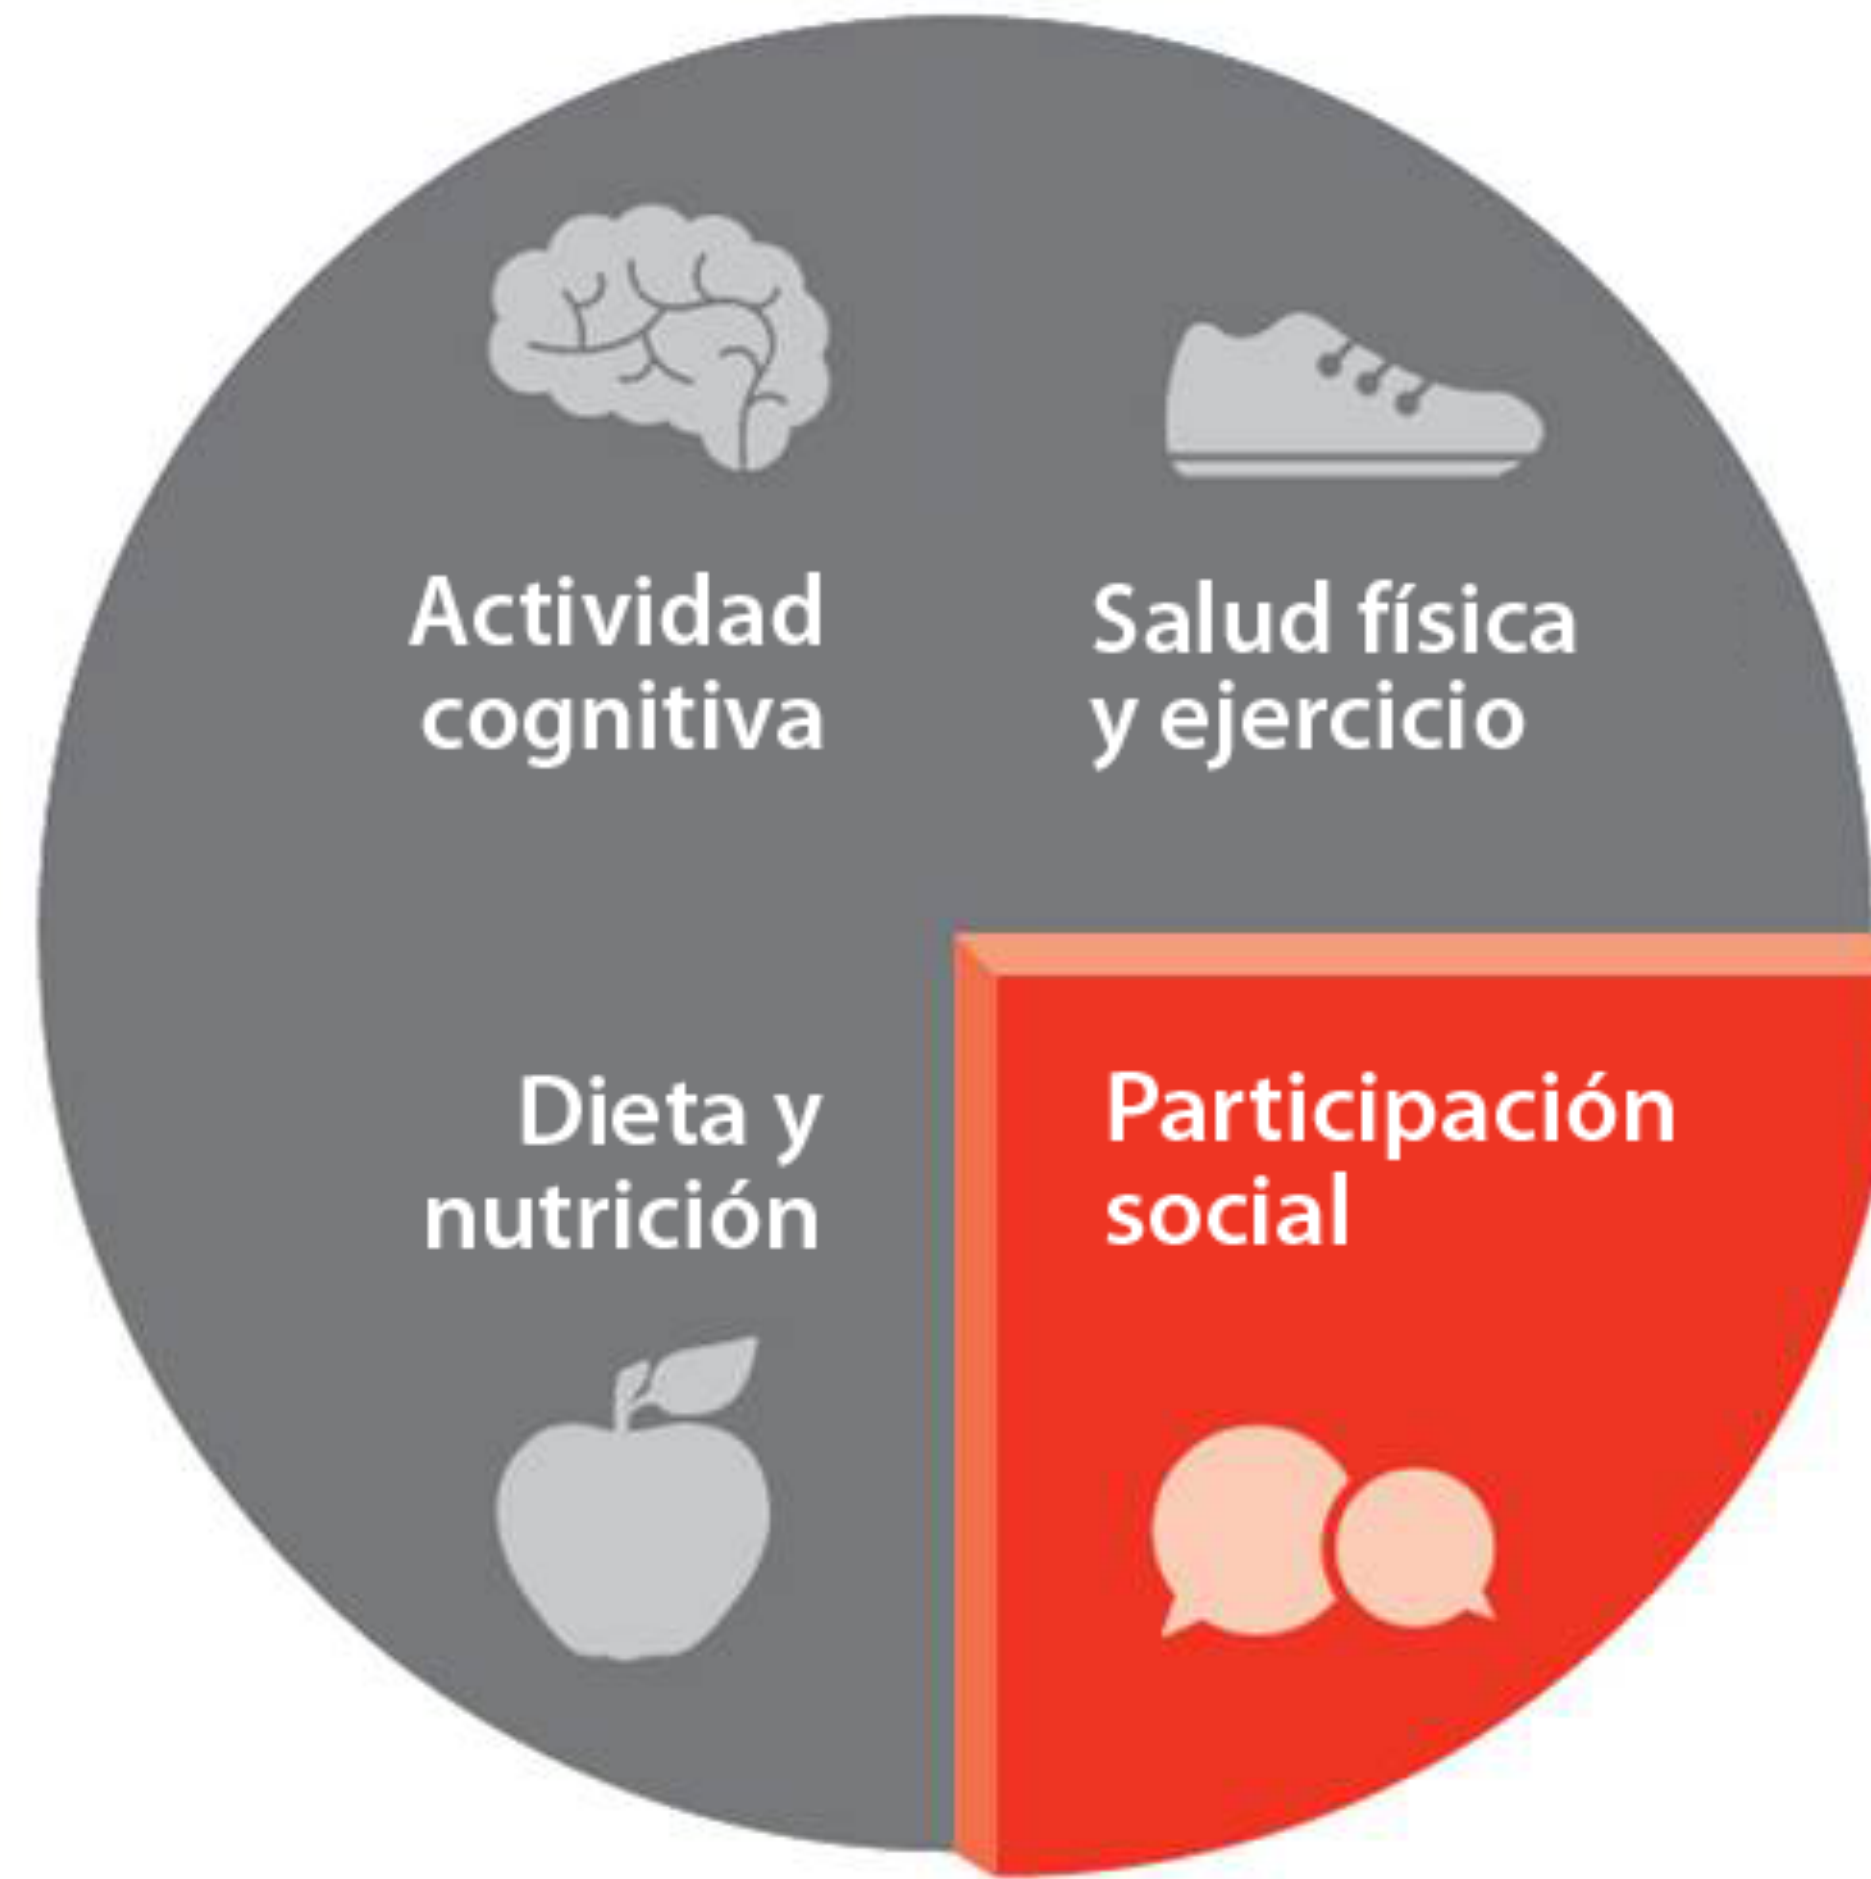 Actividad
cognitiva
Salud física
y ejercicio
Dieta y
nutrición
Participación
social